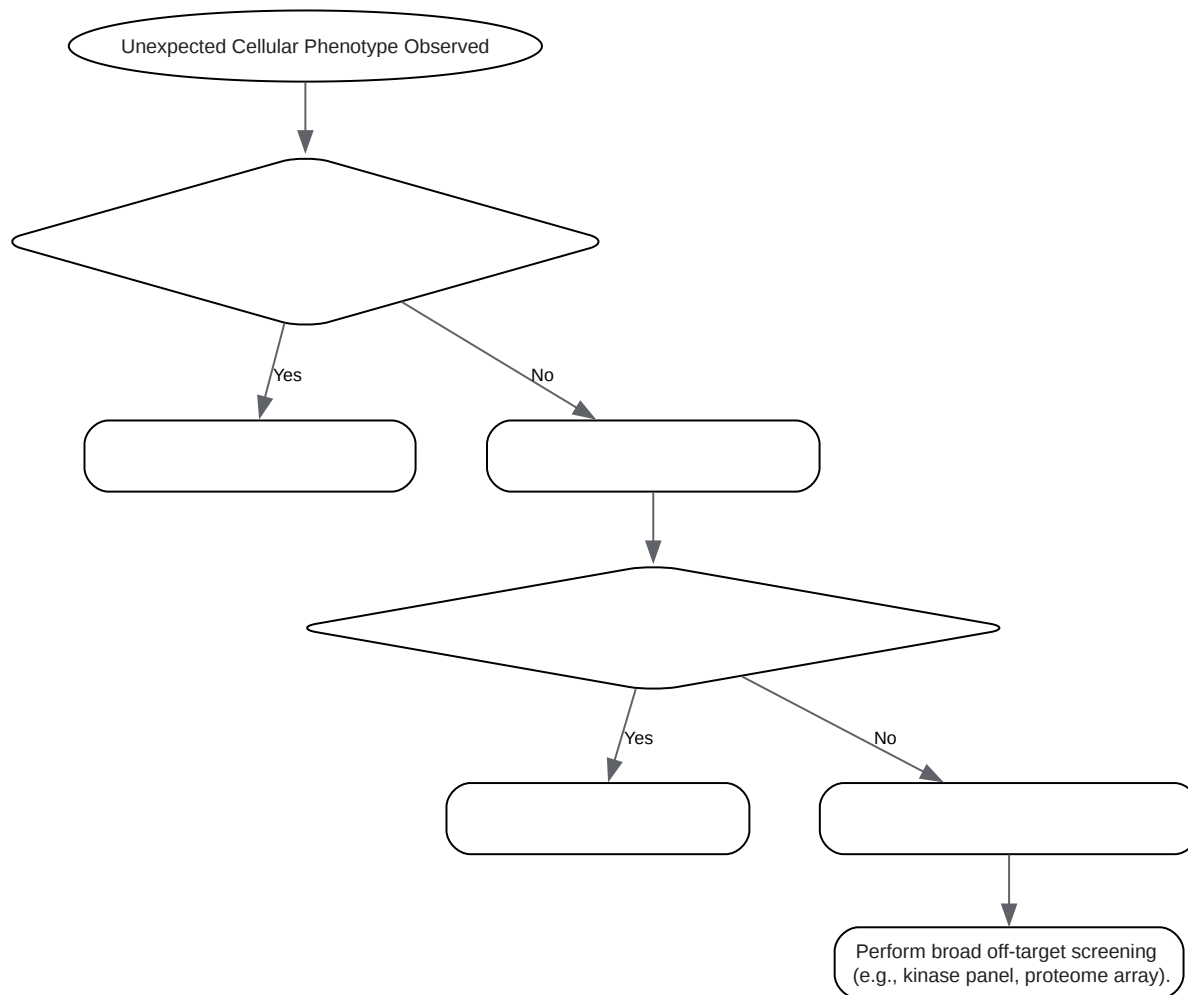 Unexpected Cellular Phenotype Observed
Yes
No
Yes
No
Perform broad off-target screening
(e.g., kinase panel, proteome array).